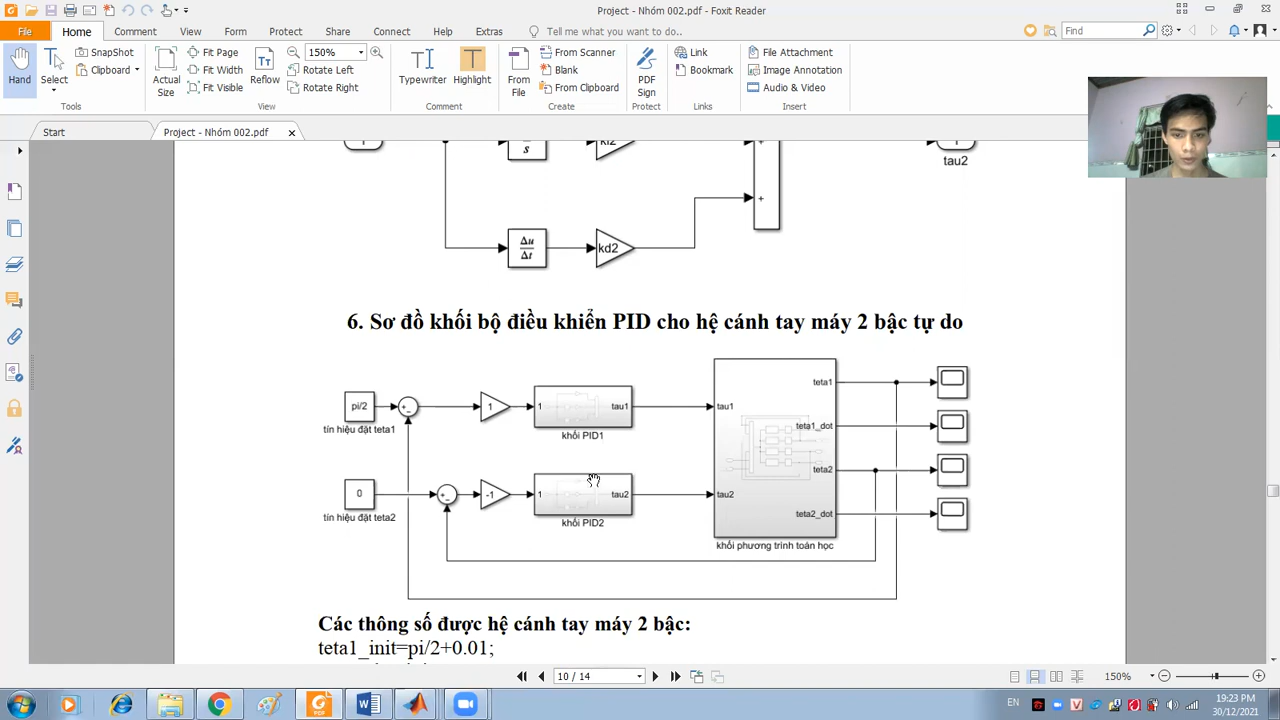 Project - Nhóm 002.pdf - Foxit Reader
File
Home
Comment
View
Form
Protect
Share
Connect
Help
Extras
Tell me what you want to do..
Find
Hand
Select
SnapShot
Clipboard
Tools
Actual
Size
Fit Page
Fit Width
Fit Visible
Reflow
150%
Rotate Left
Rotate Right
View
Typewriter
Highlight
Comment
From
File
From Scanner
Blank
From Clipboard
Create
PDF
Sign
Protect
Link
Bookmark
Links
File Attachment
Image Annotation
Audio & Video
Insert
Start
Project - Nhóm 002.pdf
s
ki2
+
tau2
+
Δu
Δt
kd2
6. Sơ đồ khối bộ điều khiển PID cho hệ cánh tay máy 2 bậc tự do
pi/2
tín hiệu đặt teta1
1
1
tau1
khối PID1
0
tín hiệu đặt teta2
-1
1
tau2
khối PID2
tau1
tau2
teta1
teta1_dot
teta2
teta2_dot
khối phương trình toán học
Các thông số được hệ cánh tay máy 2 bậc:
teta1_init=pi/2+0.01;
10 / 14
150%
EN
19:23 PM
30/12/2021